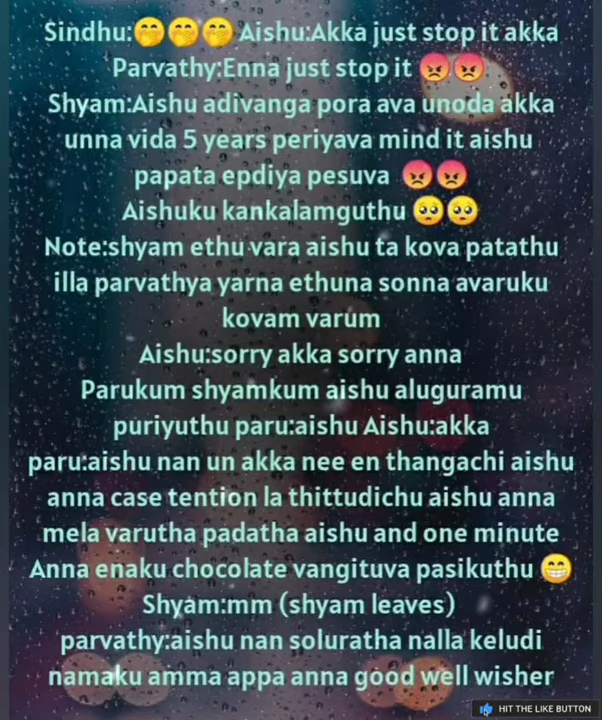 Sindhu:🤭🤭🤭 Aishu:Akka just stop it akka
Parvathy:Enna just stop it 😡😡
Shyam:Aishu adivanga pora ava unoda akka
unna vida 5 years periyava mind it aishu
papata epdiya pesuva 😡😡
Aishuku kankalamguthu 🥺🥺
Note:shyam ethu vara aishu ta kova patathu
illa parvathya yarna ethuna sonna avaruku
kovam varum
Aishu:sorry akka sorry anna
Parukum shyamkum aishu aluguramu
puriyuthu paru:aishu Aishu:akka
paru:aishu nan un akka nee en thangachi aishu
anna case tention la thittudichu aishu anna
mela varutha padatha aishu and one minute
Anna enaku chocolate vangituva pasikuthu 😁
Shyam:mm (shyam leaves)
parvathy:aishu nan soluratha nalla keludi
namaku amma appa anna good well wisher
HIT THE LIKE BUTTON